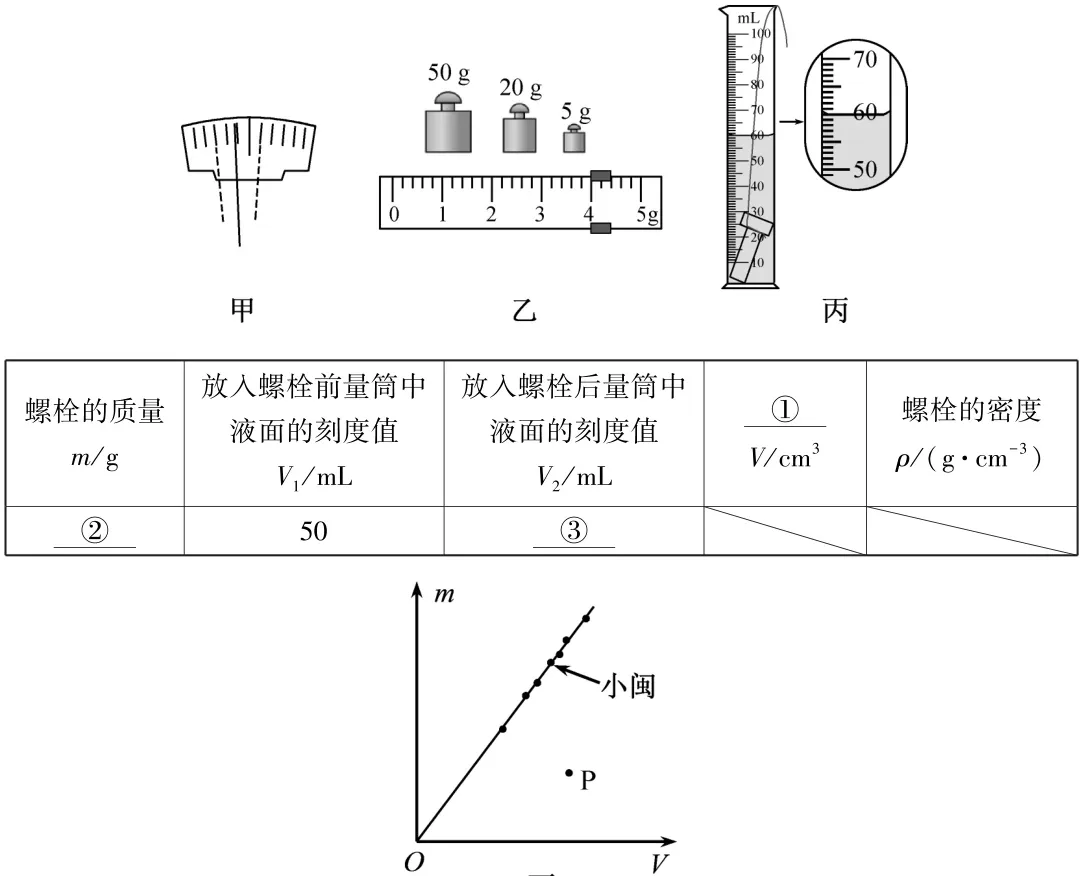 50 g
20 g
5 g
0 1 2 3 4 5g
mL
100
90
80
70
60
50
40
30
20
10
70
60
50
甲
乙
丙
螺栓的质量
m/g
放入螺栓前量筒中
液面的刻度值
V₁/mL
放入螺栓后量筒中
液面的刻度值
V₂/mL
①
V/cm³
螺栓的密度
ρ/(g·cm⁻³)
②
50
③
m
小闽
P
O
V